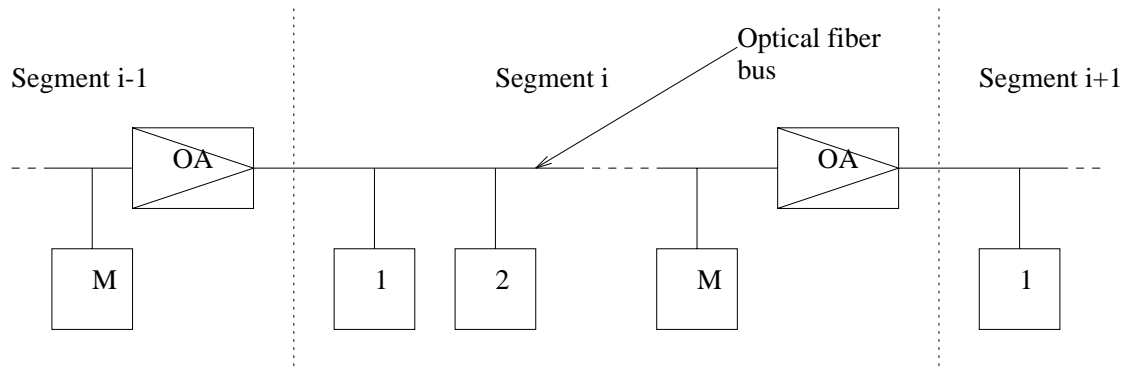 Optical fiber
bus
Segment i-1
Segment i
Segment i+1
OA
OA
M
1
2
M
1